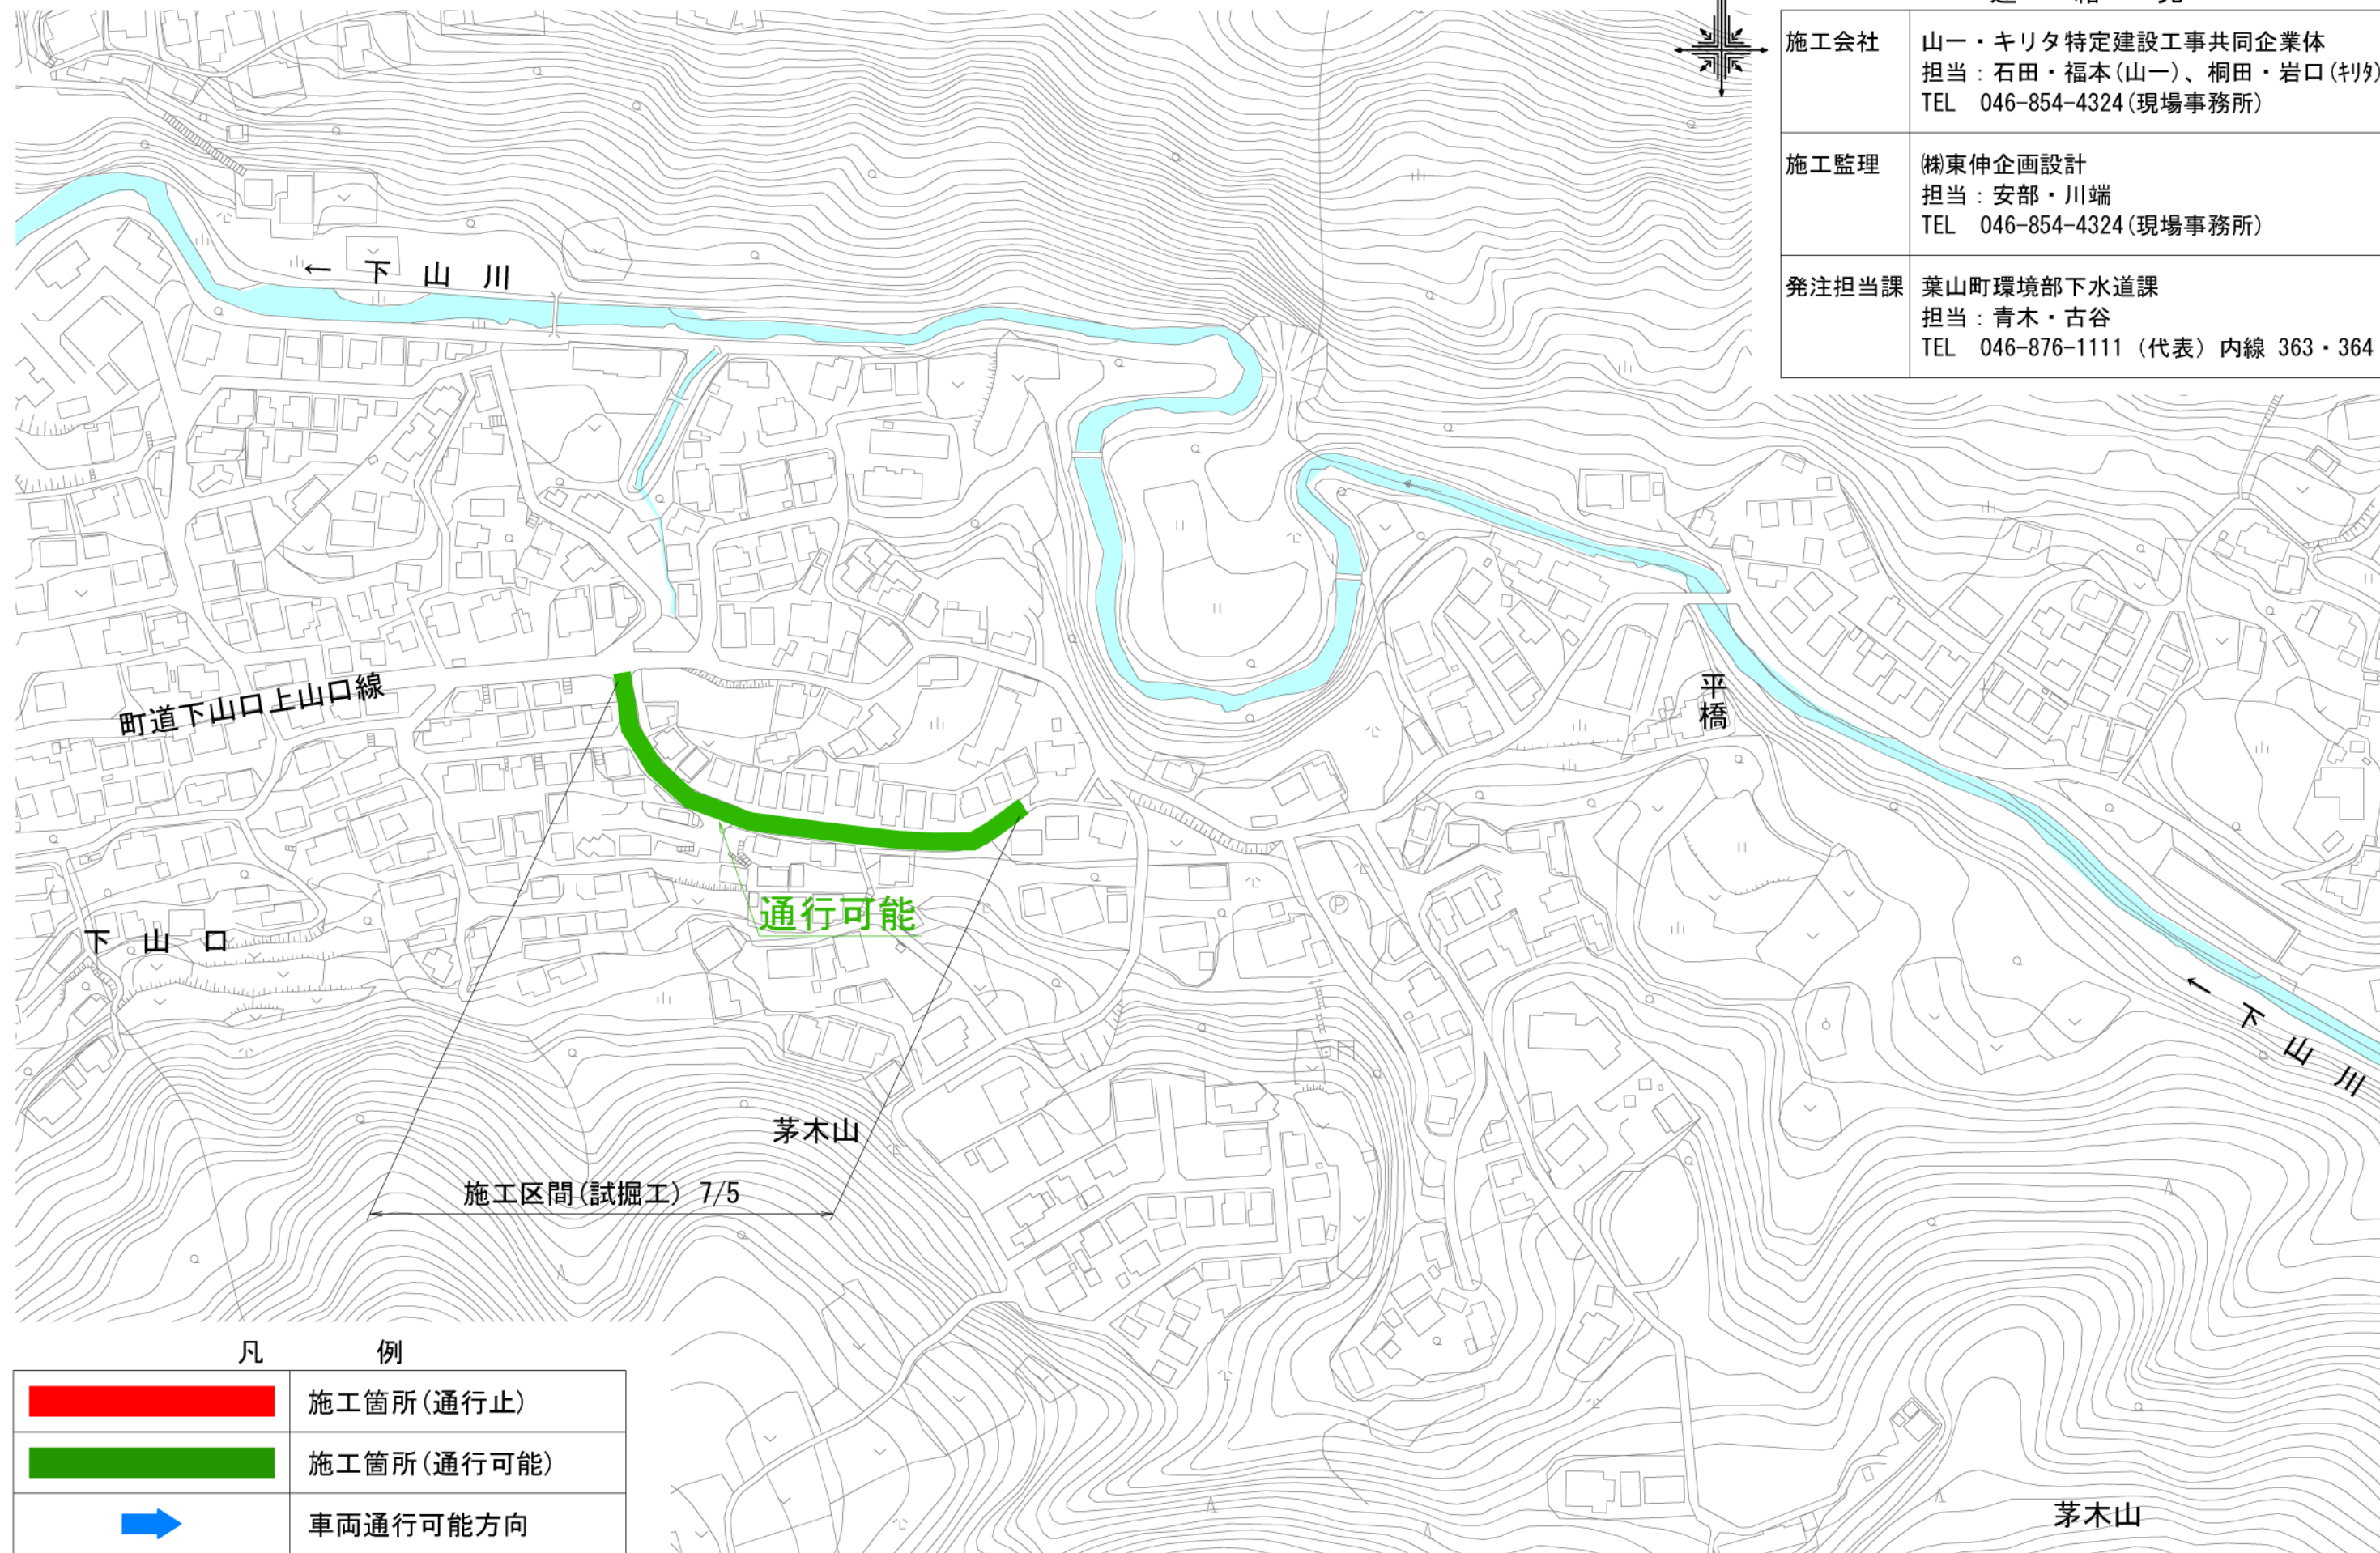 連絡先
施工会社
山一・キリタ特定建設工事共同企業体
担当：石田・福本(山一)、桐田・岩口(ｷﾘﾀ)
TEL 046-854-4324(現場事務所)
施工監理
㈱東伸企画設計
担当：安部・川端
TEL 046-854-4324(現場事務所)
発注担当課
葉山町環境部下水道課
担当：青木・古谷
TEL 046-876-1111（代表）内線 363・364
← 下山川
町道下山口上山口線
平橋
通行可能
下山口
Ⓟ
← 下山川
茅木山
施工区間(試掘工) 7/5
凡例
施工箇所(通行止)
施工箇所(通行可能)
車両通行可能方向
茅木山